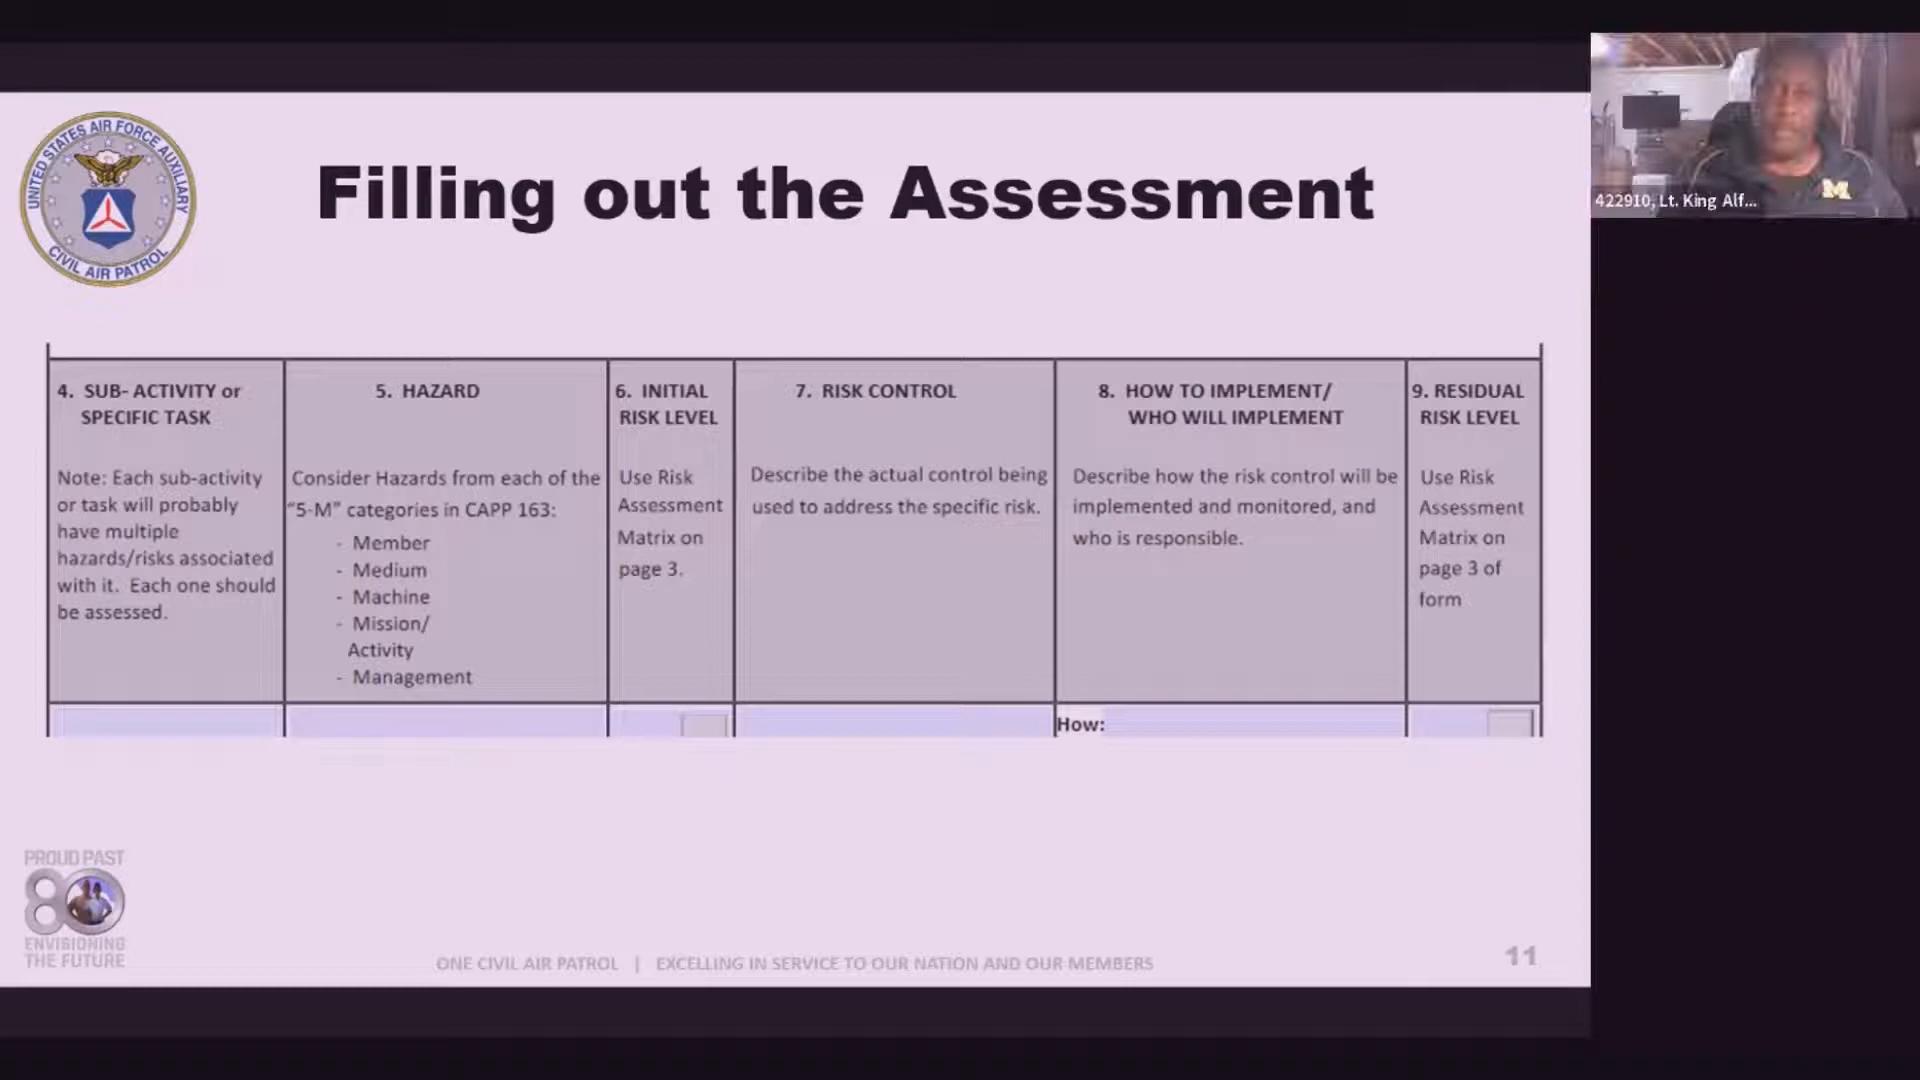 UNITED STATES AIR FORCE AUXILIARY
CIVIL AIR PATROL
Filling out the Assessment
422910, Lt. King Alf...
M
4. SUB- ACTIVITY or
SPECIFIC TASK
Note: Each sub-activity
or task will probably
have multiple
hazards/risks associated
with it. Each one should
be assessed.
5. HAZARD
Consider Hazards from each of the
“5-M” categories in CAPP 163:
- Member
- Medium
- Machine
- Mission/
Activity
- Management
6. INITIAL
RISK LEVEL
Use Risk
Assessment
Matrix on
page 3.
7. RISK CONTROL
Describe the actual control being
used to address the specific risk.
8. HOW TO IMPLEMENT/
WHO WILL IMPLEMENT
Describe how the risk control will be
implemented and monitored, and
who is responsible.
How:
9. RESIDUAL
RISK LEVEL
Use Risk
Assessment
Matrix on
page 3 of
form
PROUD PAST
80
ENVISIONING
THE FUTURE
ONE CIVIL AIR PATROL | EXCELLING IN SERVICE TO OUR NATION AND OUR MEMBERS
11